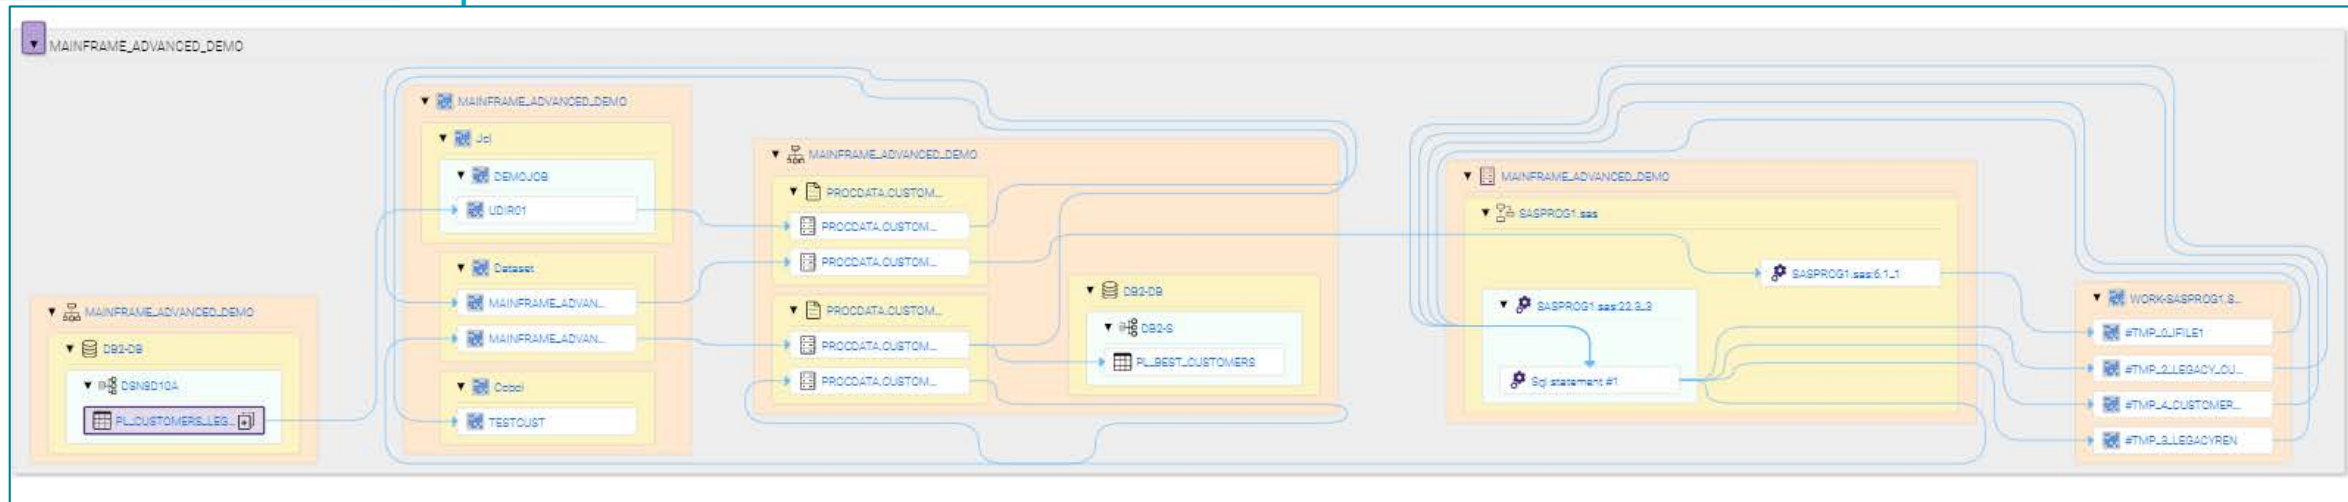 MAINFRAME_ADVANCED_DEMO
MAINFRAME_ADVANCED_DEMO
DB2-DB
DSN8D10A
PL_CUSTOMERS_LEG...
MAINFRAME_ADVANCED_DEMO
Jcl
DEMOJOB
UDIR01
Dataset
MAINFRAME_ADVAN...
MAINFRAME_ADVAN...
Cobol
TESTCUST
MAINFRAME_ADVANCED_DEMO
PROCDATA.CUSTOM...
PROCDATA.CUSTOM...
PROCDATA.CUSTOM...
PROCDATA.CUSTOM...
PROCDATA.CUSTOM...
PROCDATA.CUSTOM...
DB2-DB
DB2-S
PL_BEST_CUSTOMERS
MAINFRAME_ADVANCED_DEMO
SASPROG1.sas
SASPROG1.sas:6.1_1
SASPROG1.sas:22.3_3
Sql statement #1
WORK-SASPROG1.S...
#TMP_0_IFILE1
#TMP_2_LEGACY_CU...
#TMP_4_CUSTOMER...
#TMP_3_LEGACYREN